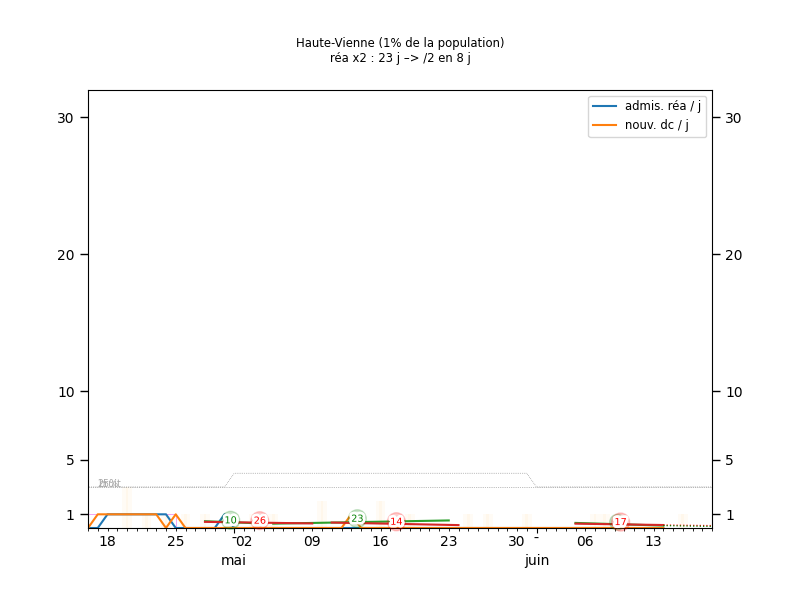 Haute-Vienne (1% de la population)
réa x2 : 23 j –> /2 en 8 j
admis. réa / j
nouv. dc / j
30 30
20 20
10 10
5 5
1 1
10 26 23 14 17
18 25 02 09 16 23 30 06 13
mai juin